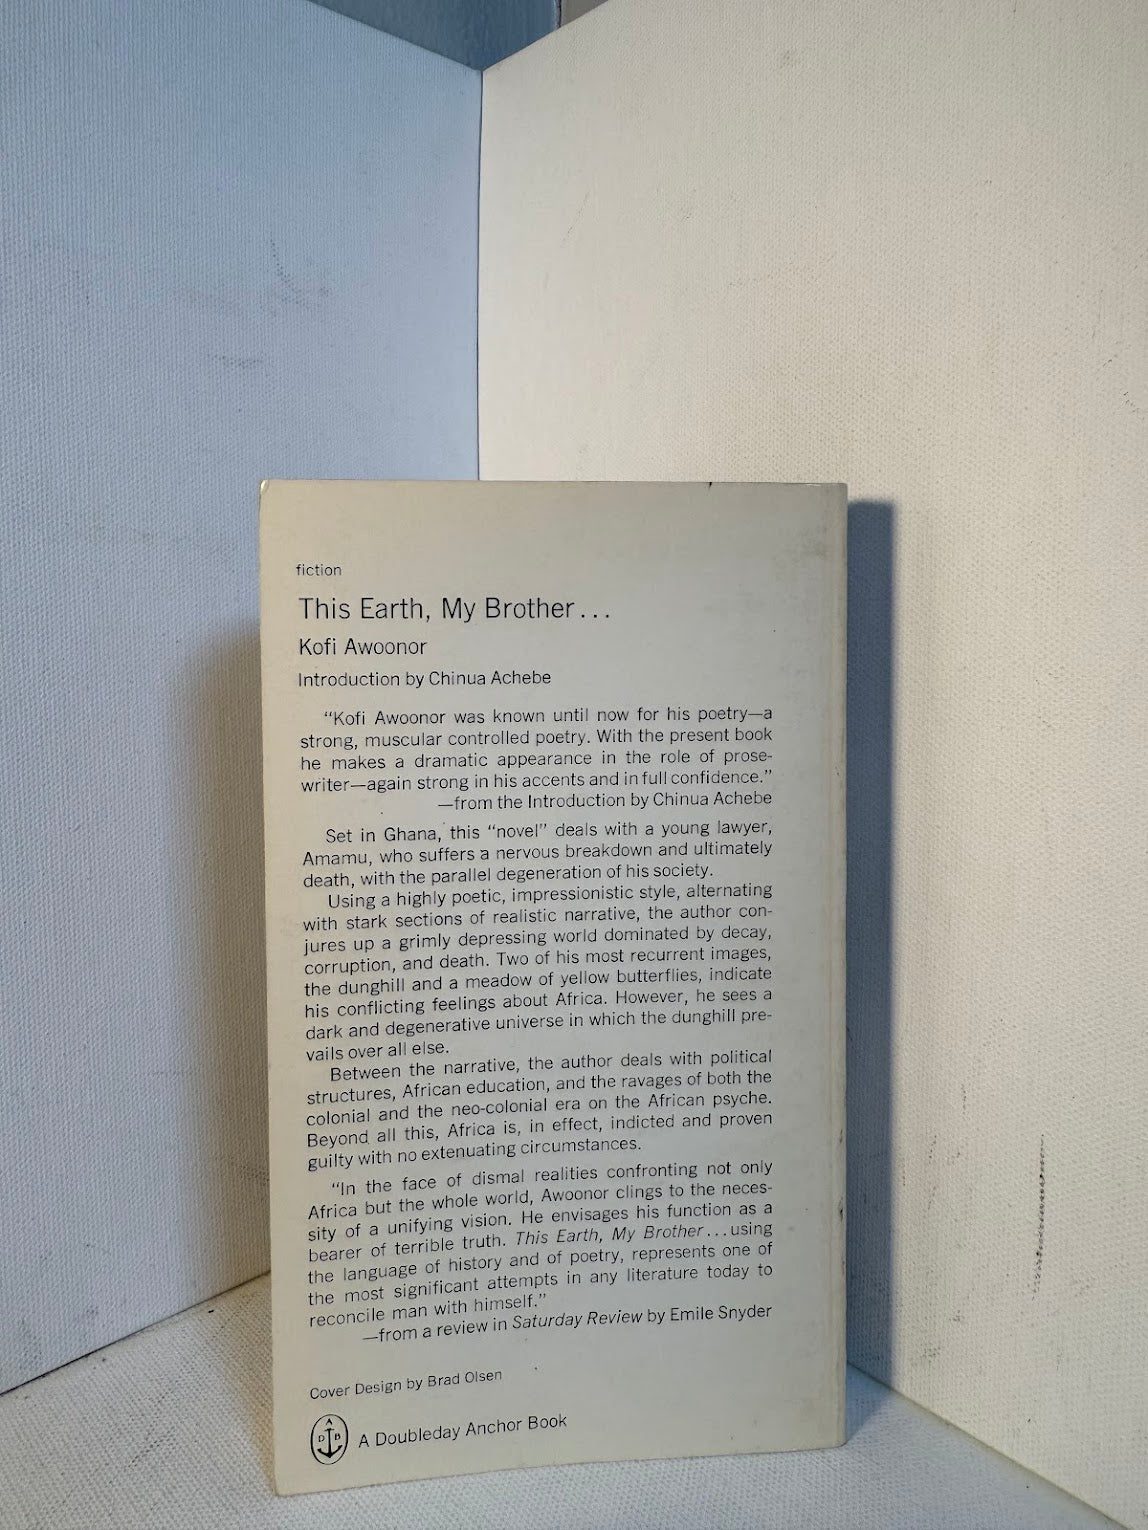 fiction
This Earth, My Brother...
Kofi Awoonor
Introduction by Chinua Achebe
“Kofi Awoonor was known until now for his poetry—a
strong, muscular controlled poetry. With the present book
he makes a dramatic appearance in the role of prose-
writer—again strong in his accents and in full confidence.”
—from the Introduction by Chinua Achebe
Set in Ghana, this “novel” deals with a young lawyer,
Amamu, who suffers a nervous breakdown and ultimately
death, with the parallel degeneration of his society.
Using a highly poetic, impressionistic style, alternating
with stark sections of realistic narrative, the author con-
jures up a grimly depressing world dominated by decay,
corruption, and death. Two of his most recurrent images,
the dunghill and a meadow of yellow butterflies, indicate
his conflicting feelings about Africa. However, he sees a
dark and degenerative universe in which the dunghill pre-
vails over all else.
Between the narrative, the author deals with political
structures, African education, and the ravages of both the
colonial and the neo-colonial era on the African psyche.
Beyond all this, Africa is, in effect, indicted and proven
guilty with no extenuating circumstances.
“In the face of dismal realities confronting not only
Africa but the whole world, Awoonor clings to the neces-
sity of a unifying vision. He envisages his function as a
bearer of terrible truth. This Earth, My Brother...using
the language of history and of poetry, represents one of
the most significant attempts in any literature today to
reconcile man with himself.”
—from a review in Saturday Review by Emile Snyder
Cover Design by Brad Olsen
A
D B
A Doubleday Anchor Book